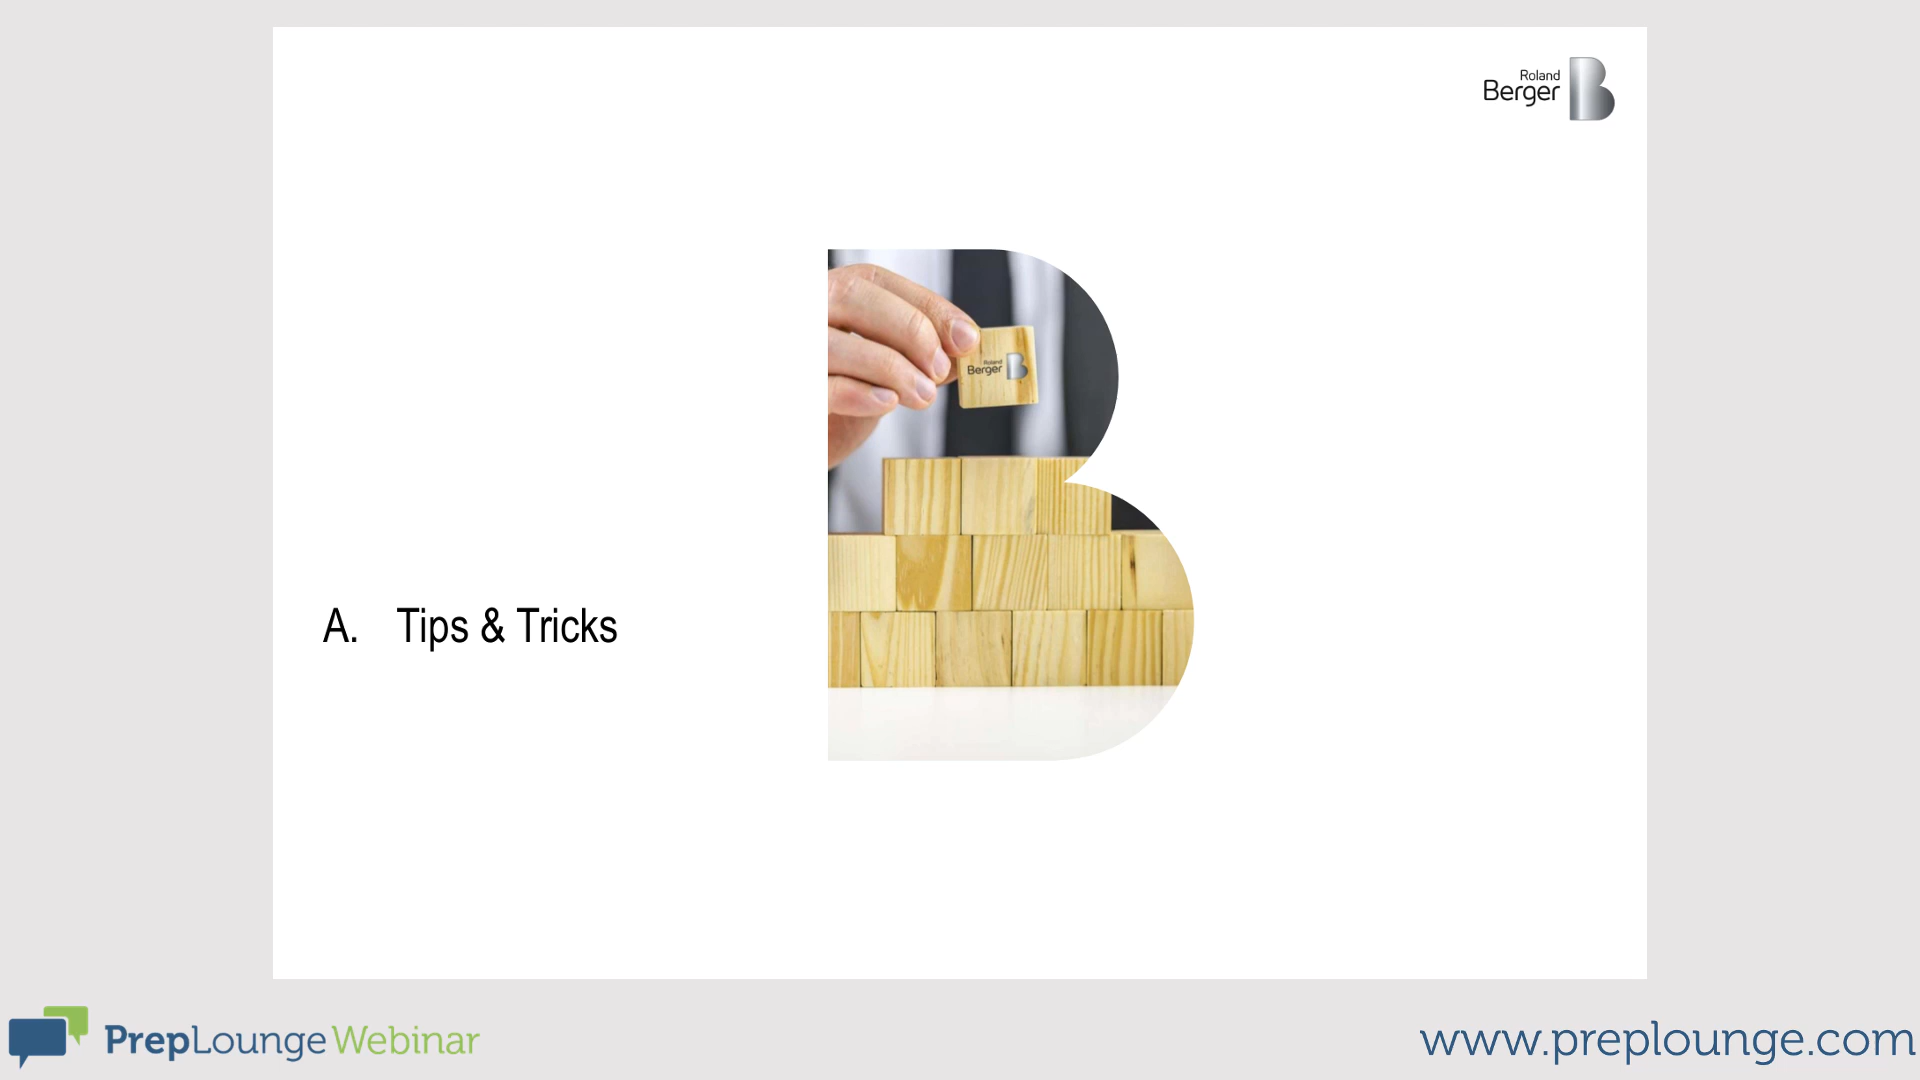 Roland
Berger
Roland
Berger
A. Tips & Tricks
PrepLounge Webinar
www.preplounge.com